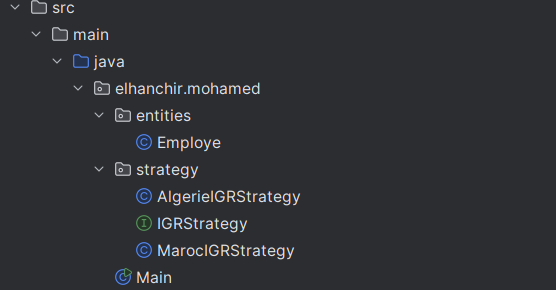 src
main
java
elhanchir.mohamed
entities
Employe
strategy
AlgerieIGRStrategy
IGRStrategy
MarocIGRStrategy
Main